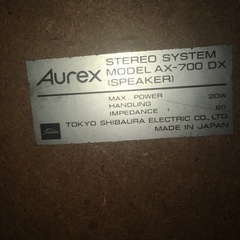 Aurex
STEREO SYSTEM
MODEL AX-700 DX
(SPEAKER)
MAX. POWER 20W
HANDLING
IMPEDANCE 8Ω
TOKYO SHIBAURA ELECTRIC CO., LTD.
MADE IN JAPAN